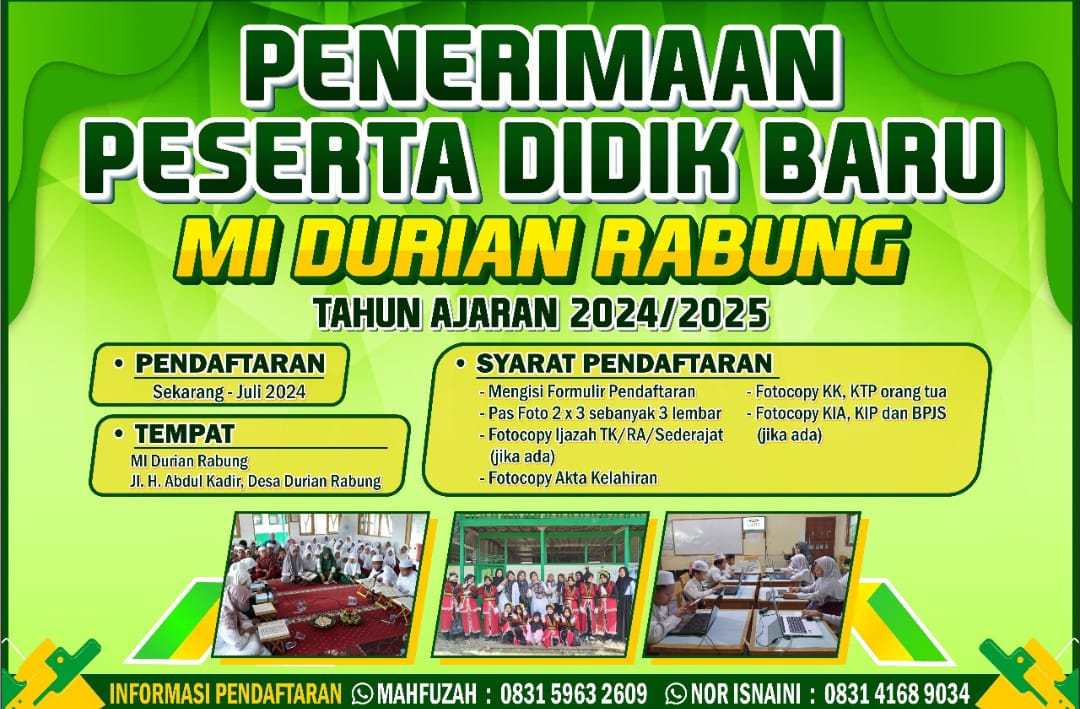 PENERIMAAN
PESERTA DIDIK BARU
MI DURIAN RABUNG
TAHUN AJARAN 2024/2025
• PENDAFTARAN
Sekarang - Juli 2024
• TEMPAT
MI Durian Rabung
Jl. H. Abdul Kadir, Desa Durian Rabung
• SYARAT PENDAFTARAN
- Mengisi Formulir Pendaftaran
- Pas Foto 2 x 3 sebanyak 3 lembar
- Fotocopy Ijazah TK/RA/Sederajat
(jika ada)
- Fotocopy Akta Kelahiran
- Fotocopy KK, KTP orang tua
- Fotocopy KIA, KIP dan BPJS
(jika ada)
INFORMASI PENDAFTARAN MAHFUZAH : 0831 5963 2609 NOR ISNAINI : 0831 4168 9034